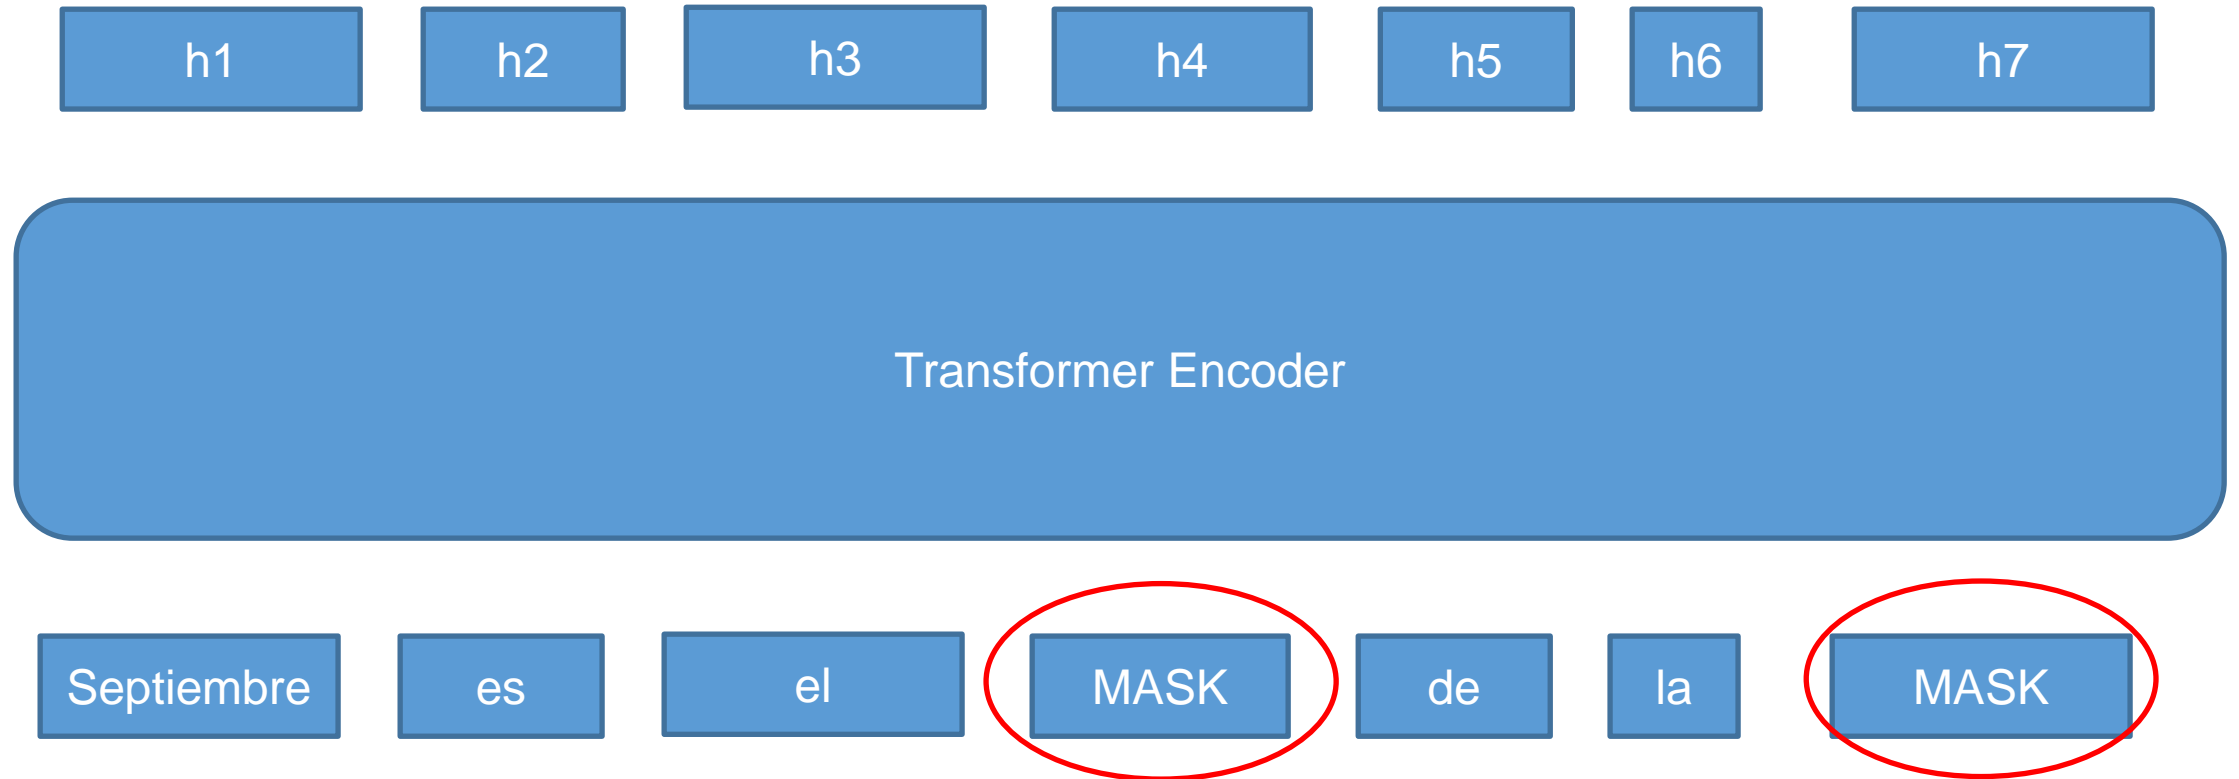 h1 h2 h3 h4 h5 h6 h7
Transformer Encoder
Septiembre es el MASK de la MASK